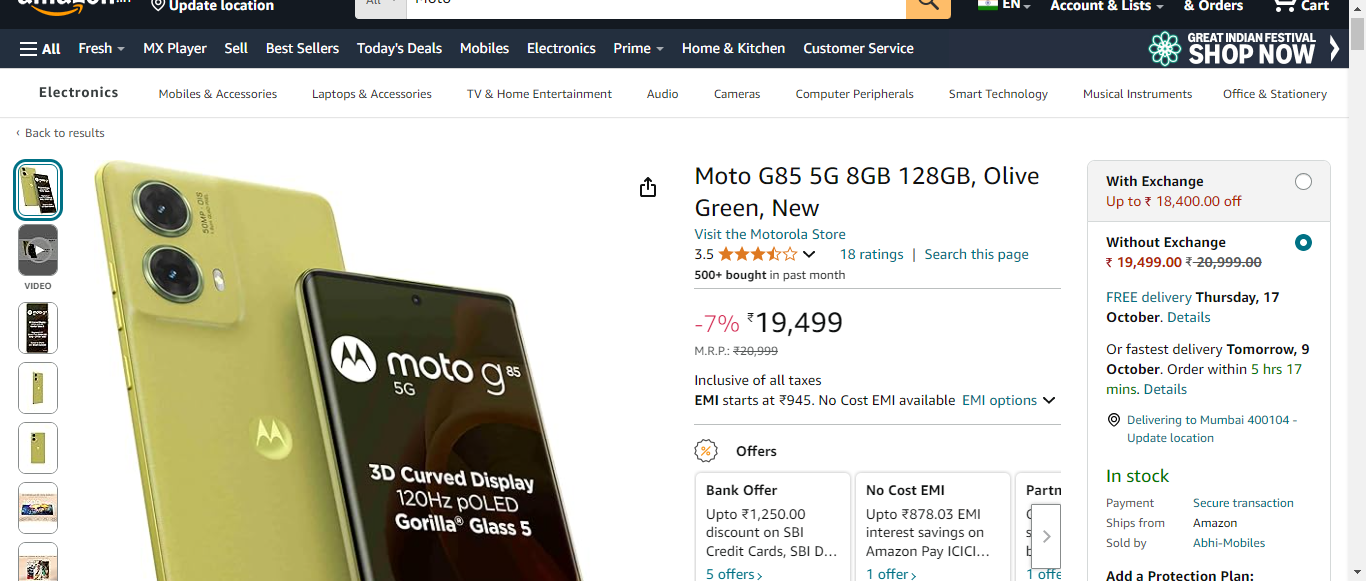 amazon.in
Update location
All
Moto
EN
Account & Lists
& Orders
Cart
All
Fresh
MX Player
Sell
Best Sellers
Today's Deals
Mobiles
Electronics
Prime
Home & Kitchen
Customer Service
GREAT INDIAN FESTIVAL
SHOP NOW
Electronics
Mobiles & Accessories
Laptops & Accessories
TV & Home Entertainment
Audio
Cameras
Computer Peripherals
Smart Technology
Musical Instruments
Office & Stationery
‹ Back to results
VIDEO
50MP OIS
moto g85
5G
3D Curved Display
120Hz pOLED
Gorilla® Glass 5
Moto G85 5G 8GB 128GB, Olive
Green, New
Visit the Motorola Store
3.5
18 ratings | Search this page
500+ bought in past month
-7% ₹19,499
M.R.P.: ₹20,999
Inclusive of all taxes
EMI starts at ₹945. No Cost EMI available EMI options
Offers
Bank Offer
Upto ₹1,250.00
discount on SBI
Credit Cards, SBI D…
5 offers›
No Cost EMI
Upto ₹878.03 EMI
interest savings on
Amazon Pay ICICI…
1 offer›
Partn
1 offe
With Exchange
Up to ₹ 18,400.00 off
Without Exchange
₹ 19,499.00 ₹ 20,999.00
FREE delivery Thursday, 17
October. Details
Or fastest delivery Tomorrow, 9
October. Order within 5 hrs 17
mins. Details
Delivering to Mumbai 400104 -
Update location
In stock
Payment Secure transaction
Ships from Amazon
Sold by Abhi-Mobiles
Add a Protection Plan: